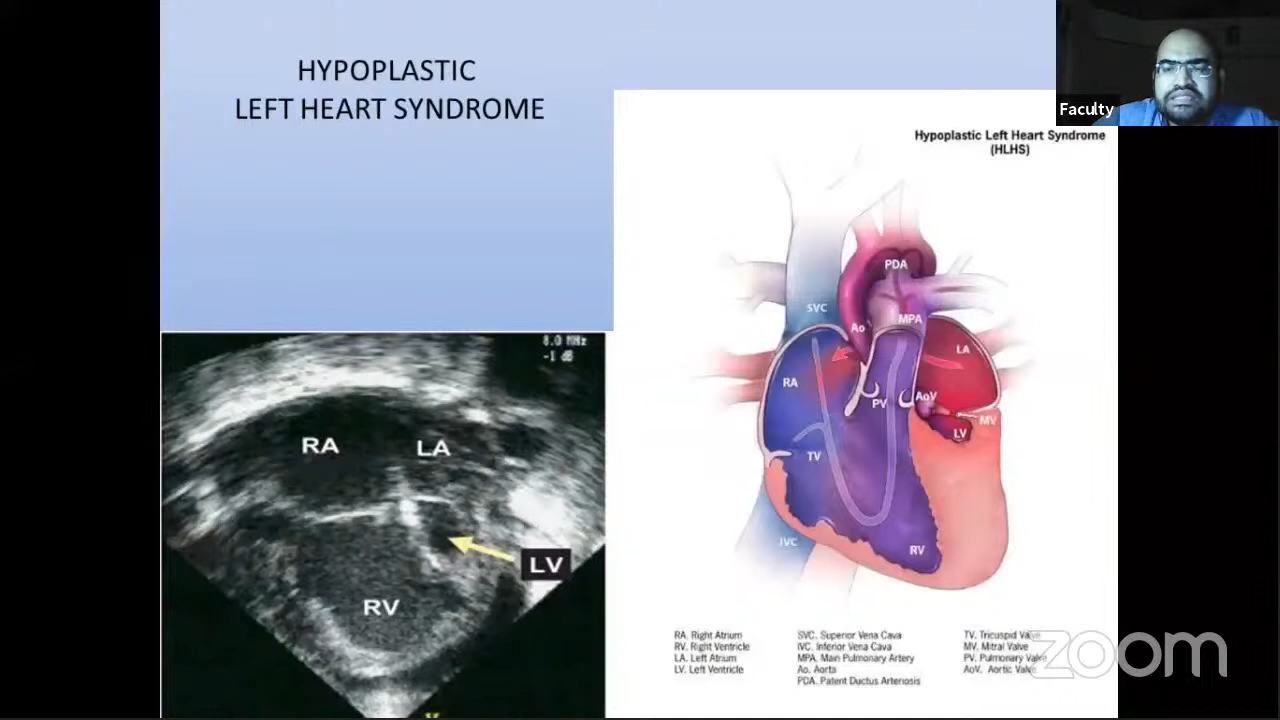 HYPOPLASTIC
LEFT HEART SYNDROME
Faculty
Hypoplastic Left Heart Syndrome
(HLHS)
PDA
SVC
MPA
Ao
LA
RA
PV
AoV
MV
LV
TV
IVC
RV
8.0 MHz
-1 dB
RA
LA
LV
RV
RA. Right Atrium
RV. Right Ventricle
LA. Left Atrium
LV. Left Ventricle
SVC. Superior Vena Cava
IVC. Inferior Vena Cava
MPA. Main Pulmonary Artery
Ao. Aorta
PDA. Patent Ductus Arteriosis
TV. Tricuspid Valve
MV. Mitral Valve
PV. Pulmonary Valve
AoV. Aortic Valve
zoom